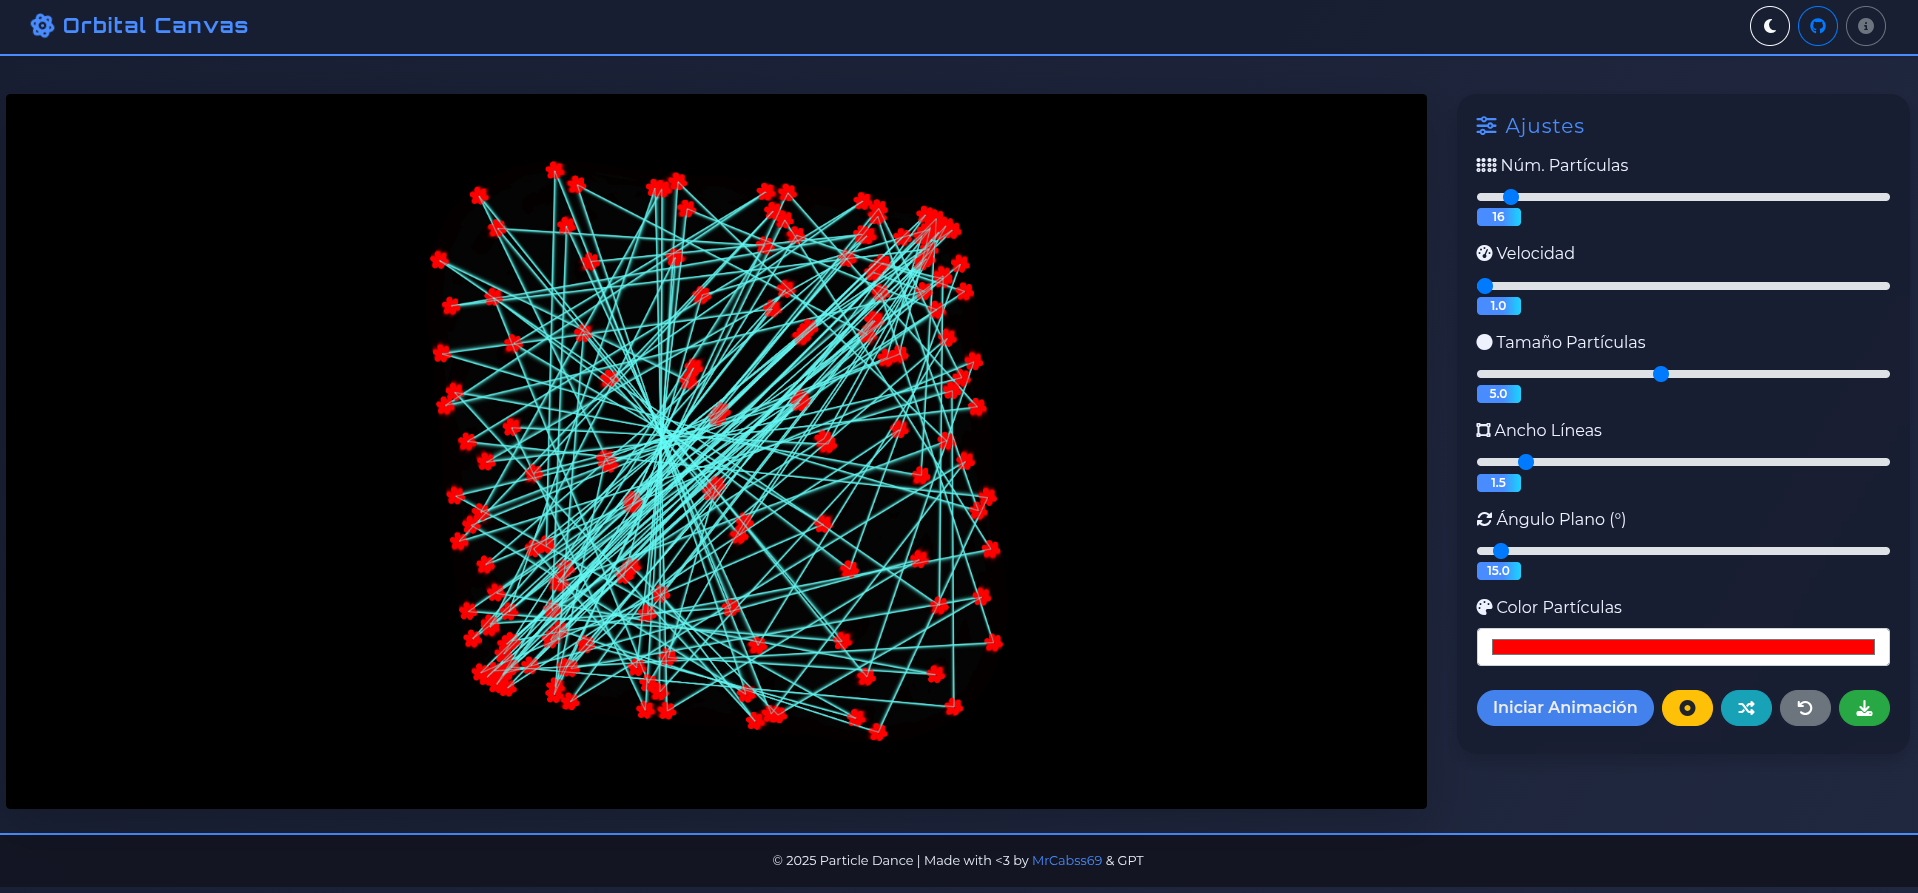 Orbital Canvas
Ajustes
Núm. Partículas
16
Velocidad
1.0
Tamaño Partículas
5.0
Ancho Líneas
1.5
Ángulo Plano (º)
15.0
Color Partículas
Iniciar Animación
© 2025 Particle Dance | Made with <3 by MrCabss69 & GPT